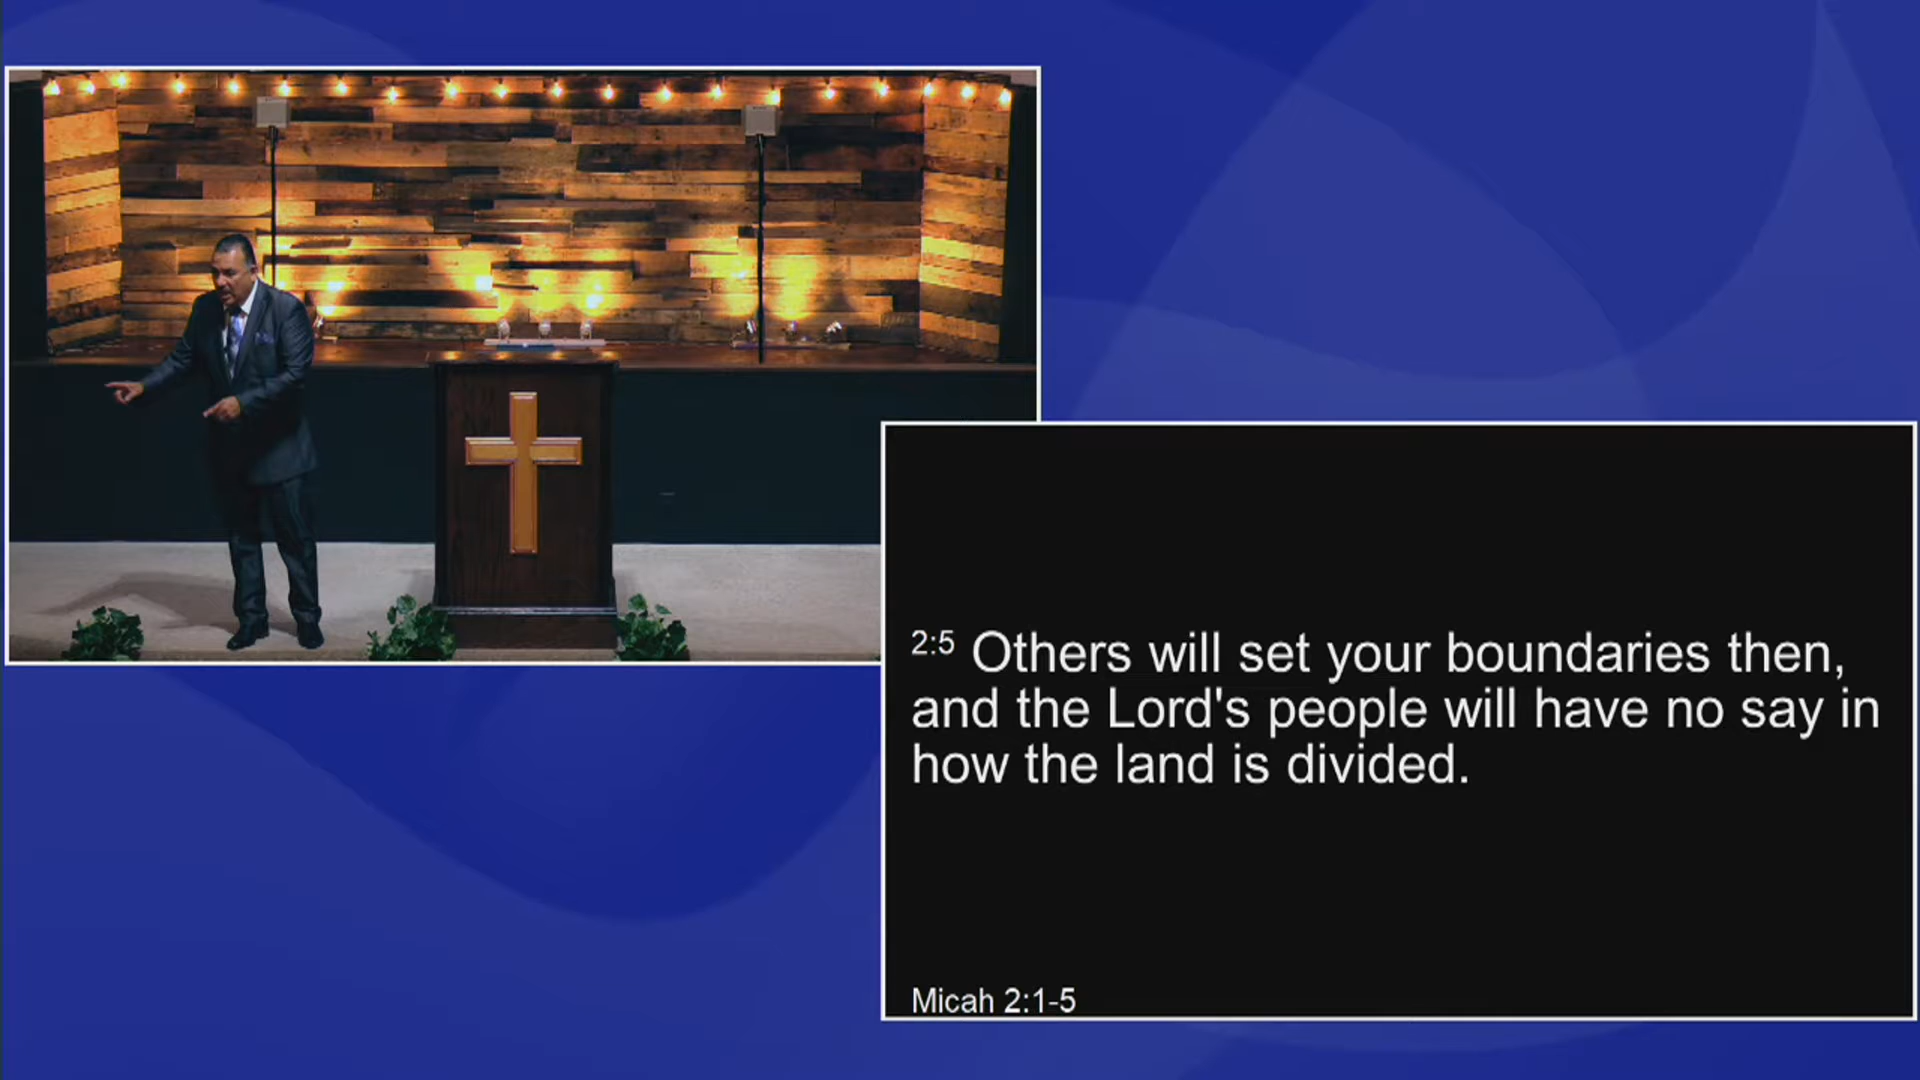 2:5 Others will set your boundaries then,
and the Lord's people will have no say in
how the land is divided.
Micah 2:1-5